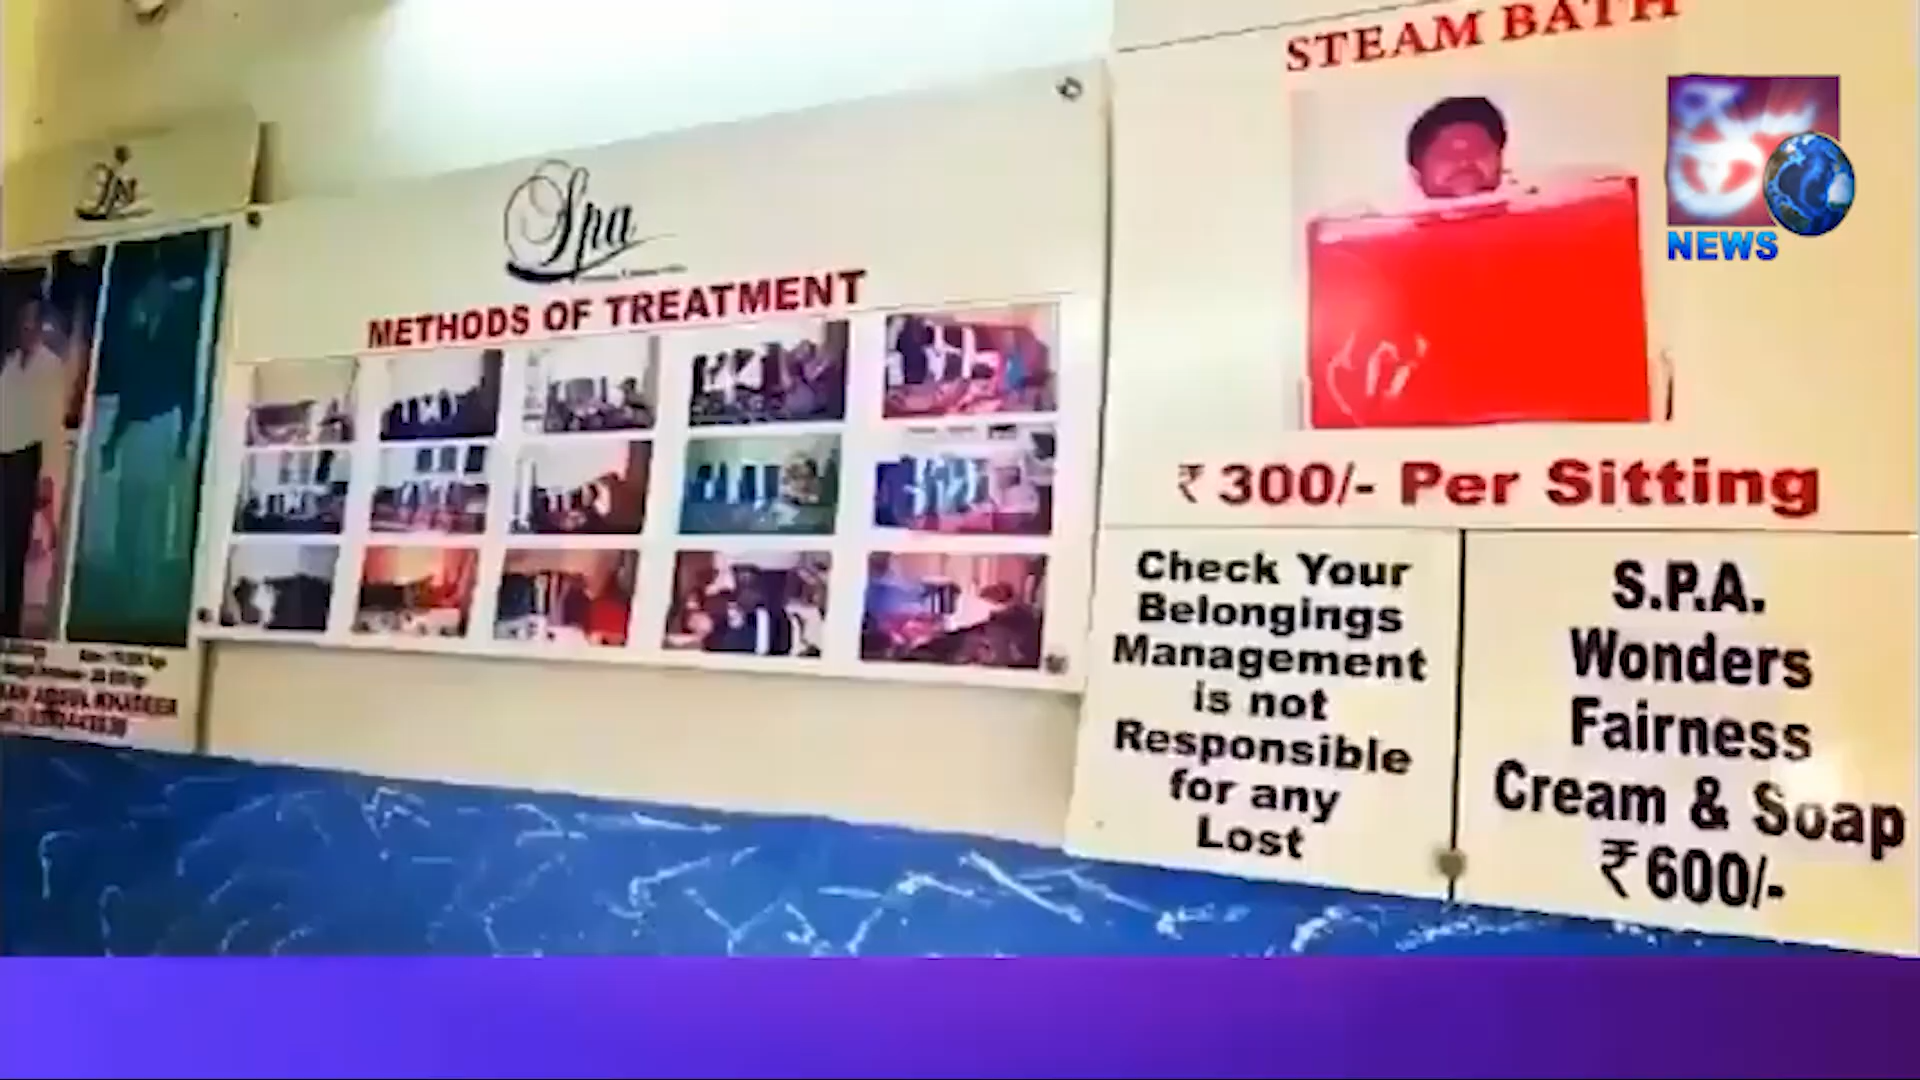 Spa
Spa
METHODS OF TREATMENT
STEAM BATH
₹ 300/- Per Sitting
Check Your
Belongings
Management
is not
Responsible
for any
Lost
S.P.A.
Wonders
Fairness
Cream & Soap
₹ 600/-
NEWS